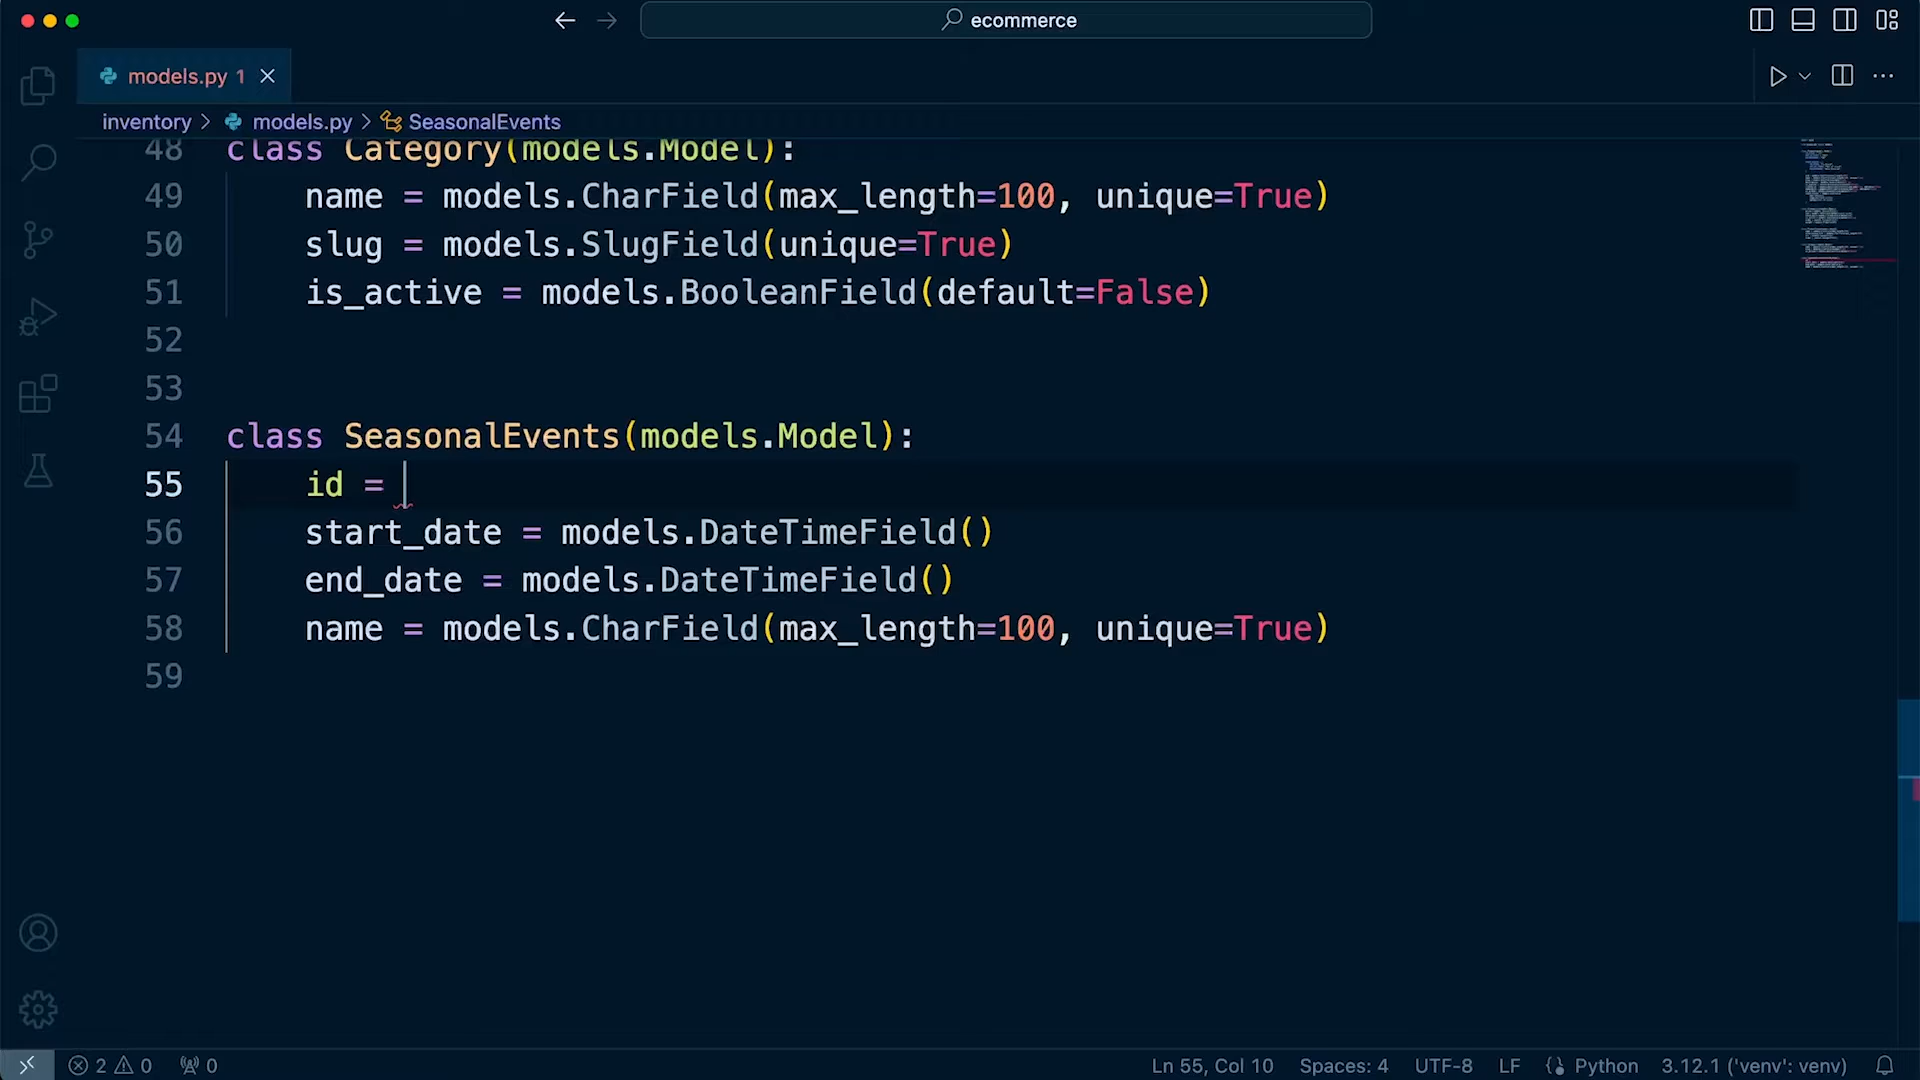 ecommerce
models.py 1
inventory > models.py > SeasonalEvents
48 class Category(models.Model):
49 name = models.CharField(max_length=100, unique=True)
50 slug = models.SlugField(unique=True)
51 is_active = models.BooleanField(default=False)
52
53
54 class SeasonalEvents(models.Model):
55 id =
56 start_date = models.DateTimeField()
57 end_date = models.DateTimeField()
58 name = models.CharField(max_length=100, unique=True)
59
2 0 0 Ln 55, Col 10 Spaces: 4 UTF-8 LF Python 3.12.1 ('venv': venv)